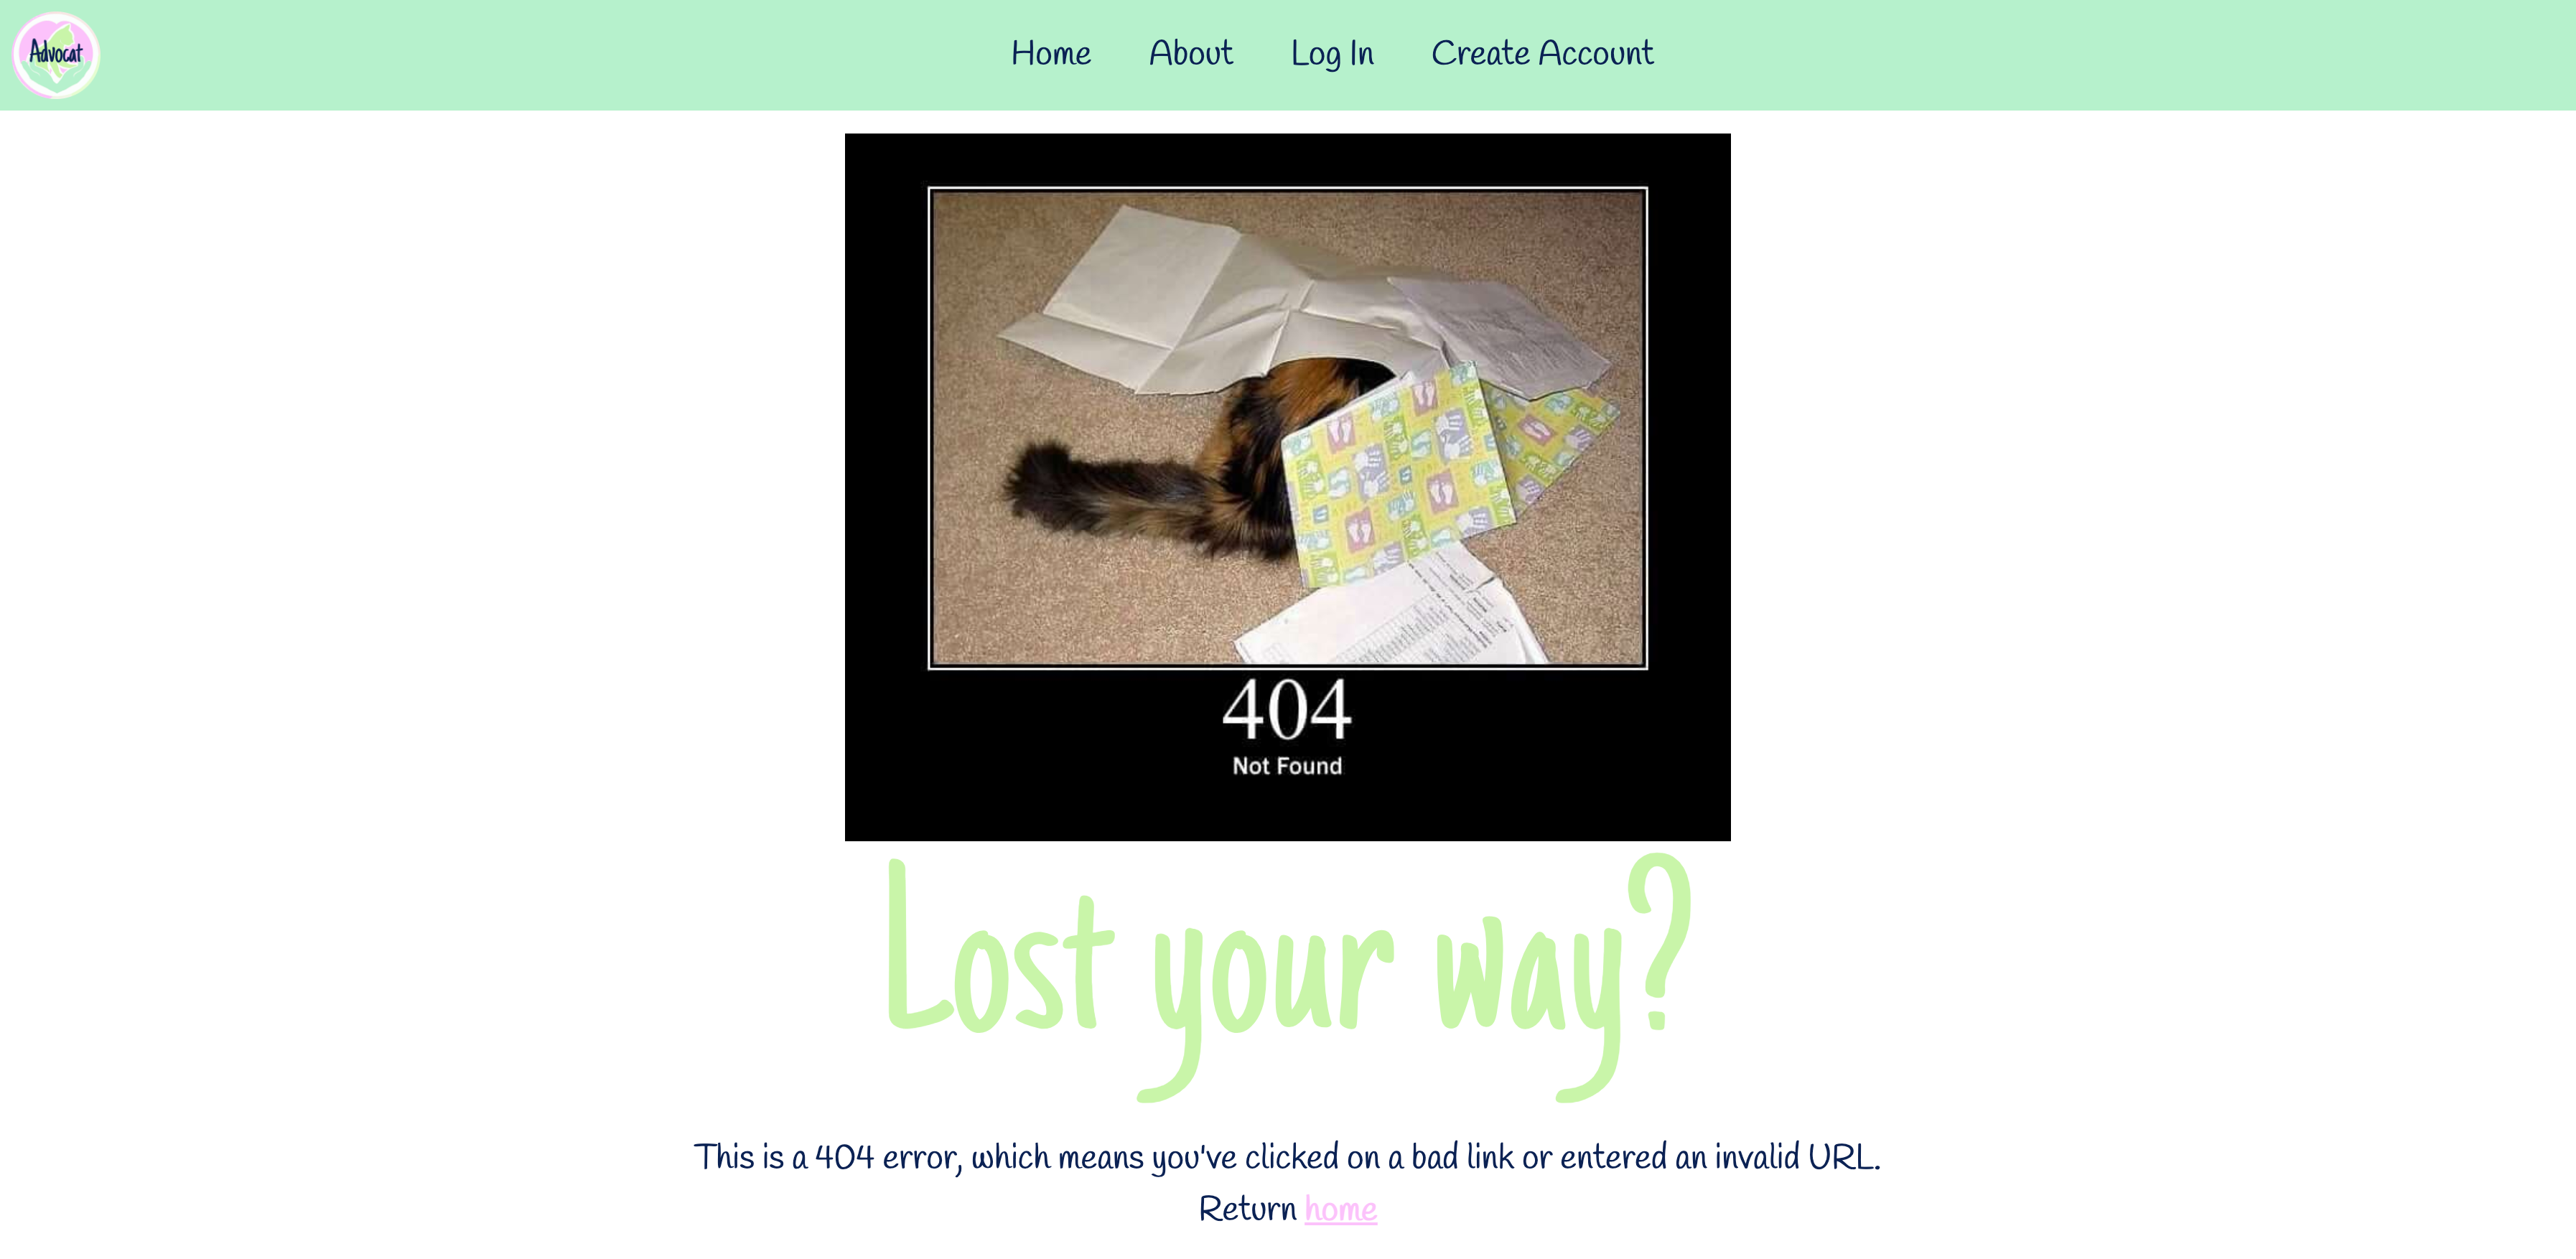 Advocat
Home About Log In Create Account
404
Not Found
Lost your way?
This is a 404 error, which means you've clicked on a bad link or entered an invalid URL.
Return home